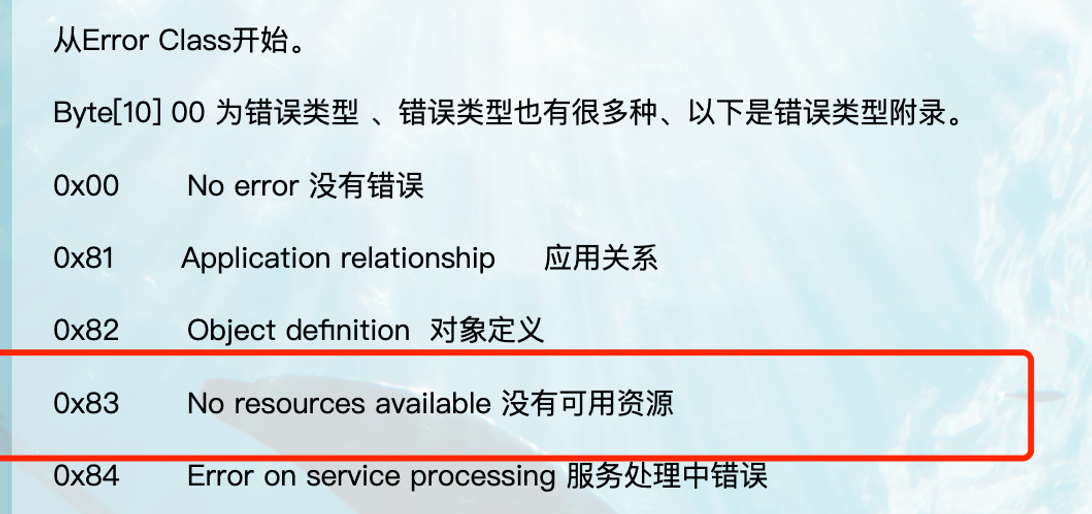 从Error Class开始。
Byte[10] 00 为错误类型 、错误类型也有很多种、以下是错误类型附录。
0x00 No error 没有错误
0x81 Application relationship 应用关系
0x82 Object definition 对象定义
0x83 No resources available 没有可用资源
0x84 Error on service processing 服务处理中错误